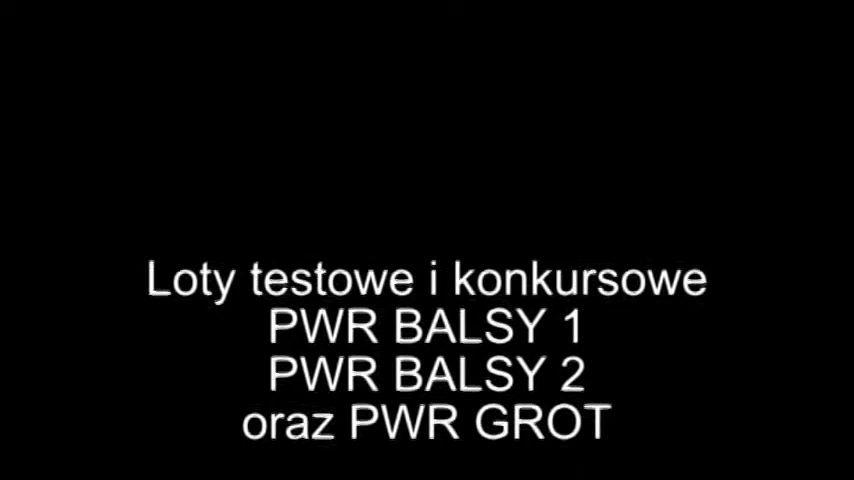 Loty testowe i konkursowe
PWR BALSY 1
PWR BALSY 2
oraz PWR GROT